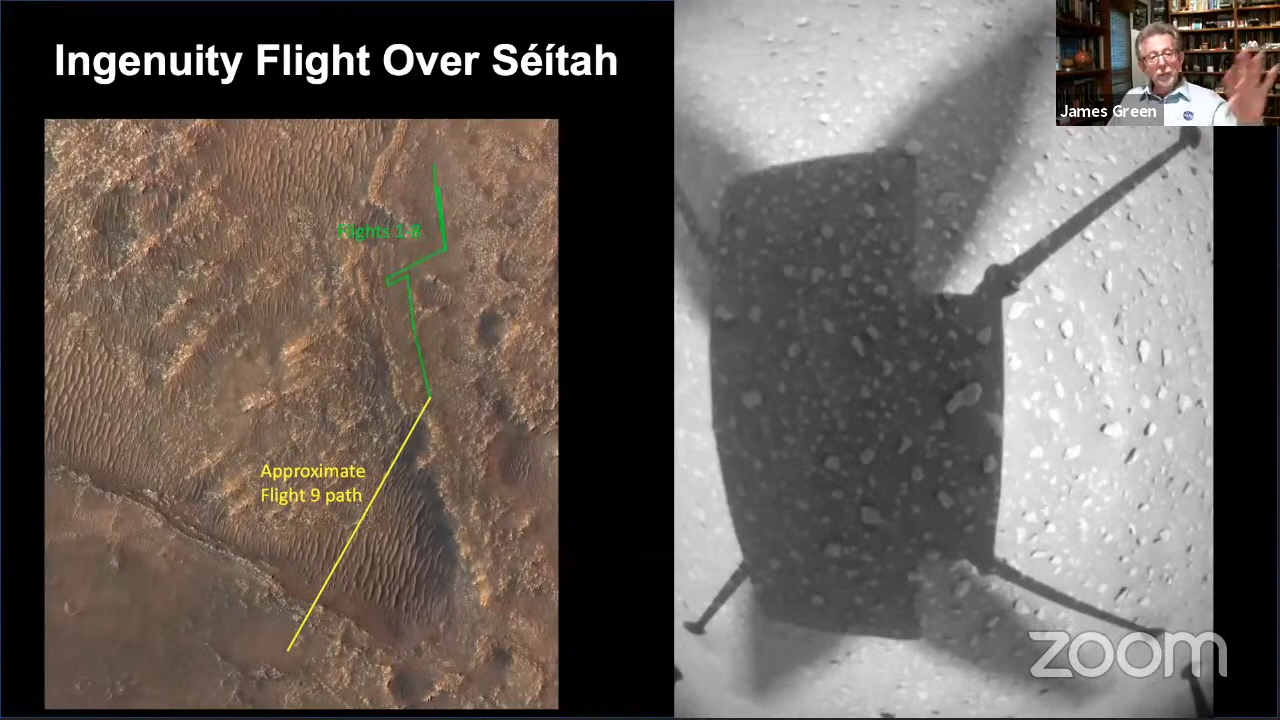 Ingenuity Flight Over Séítah
James Green
Flights 1-8
Approximate
Flight 9 path
zoom